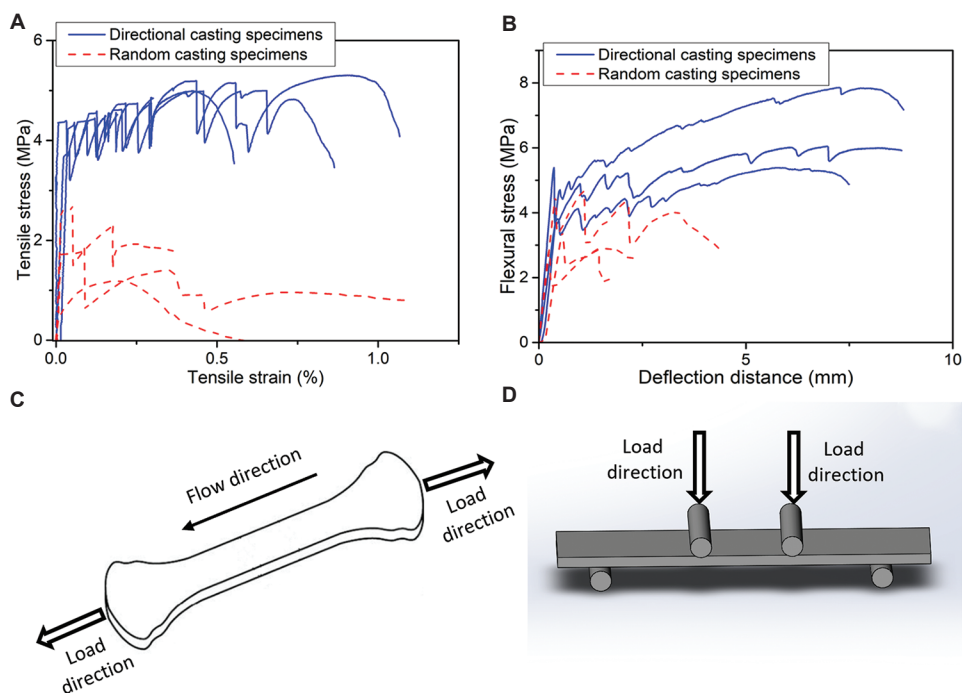 A
Directional casting specimens
Random casting specimens
6
4
2
0
Tensile stress (MPa)
0.0
0.5
1.0
Tensile strain (%)
B
Directional casting specimens
Random casting specimens
8
6
4
2
0
Flexural stress (MPa)
0
5
10
Deflection distance (mm)
C
Flow direction
Load
direction
Load
direction
D
Load
direction
Load
direction